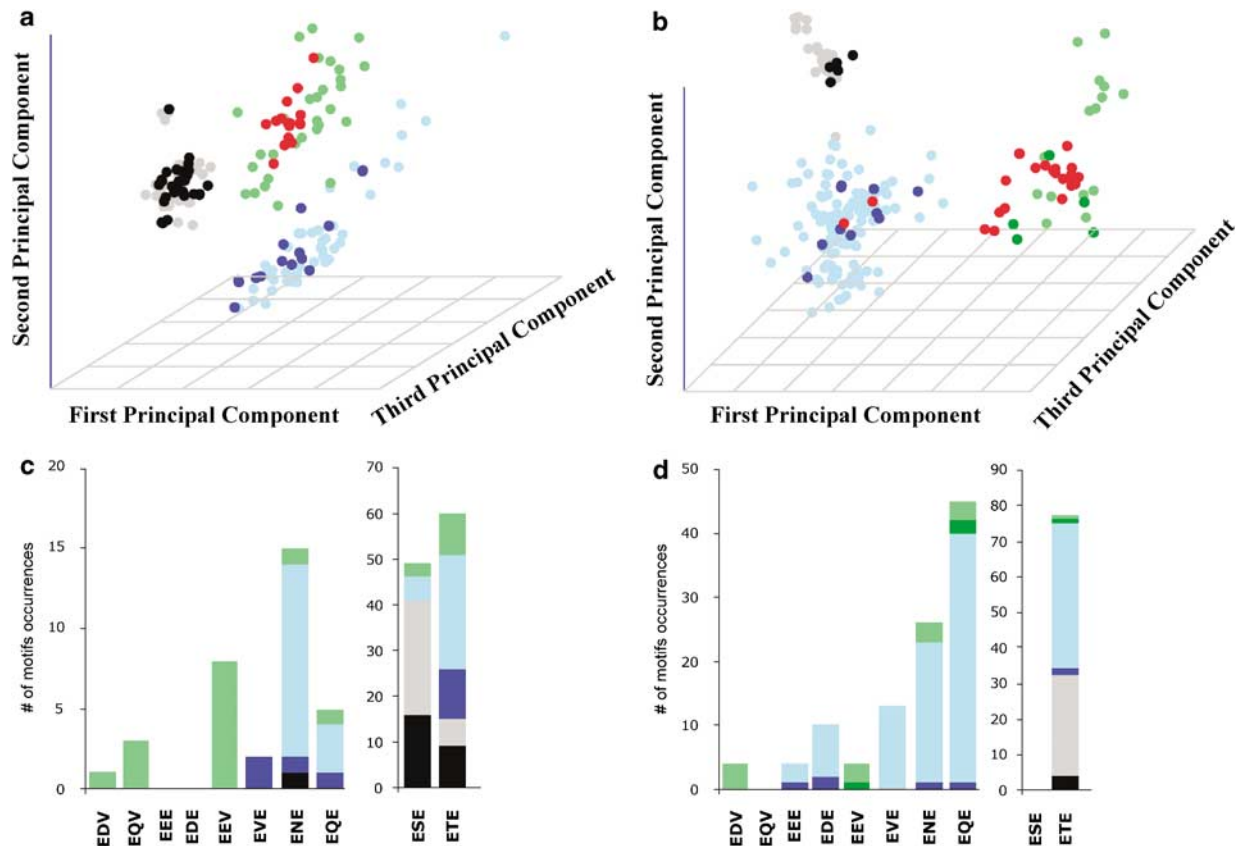 a
Second Principal Component
First Principal Component
Third Principal Component
b
Second Principal Component
First Principal Component
Third Principal Component
c
# of motifs occurrences
20
15
10
5
0
EDV
EQV
EEE
EDE
EEV
EVE
ENE
EQE
70
60
50
40
30
20
10
0
ESE
ETE
d
# of motifs occurrences
50
40
30
20
10
0
EDV
EQV
EEE
EDE
EEV
EVE
ENE
EQE
90
80
70
60
50
40
30
20
10
0
ESE
ETE